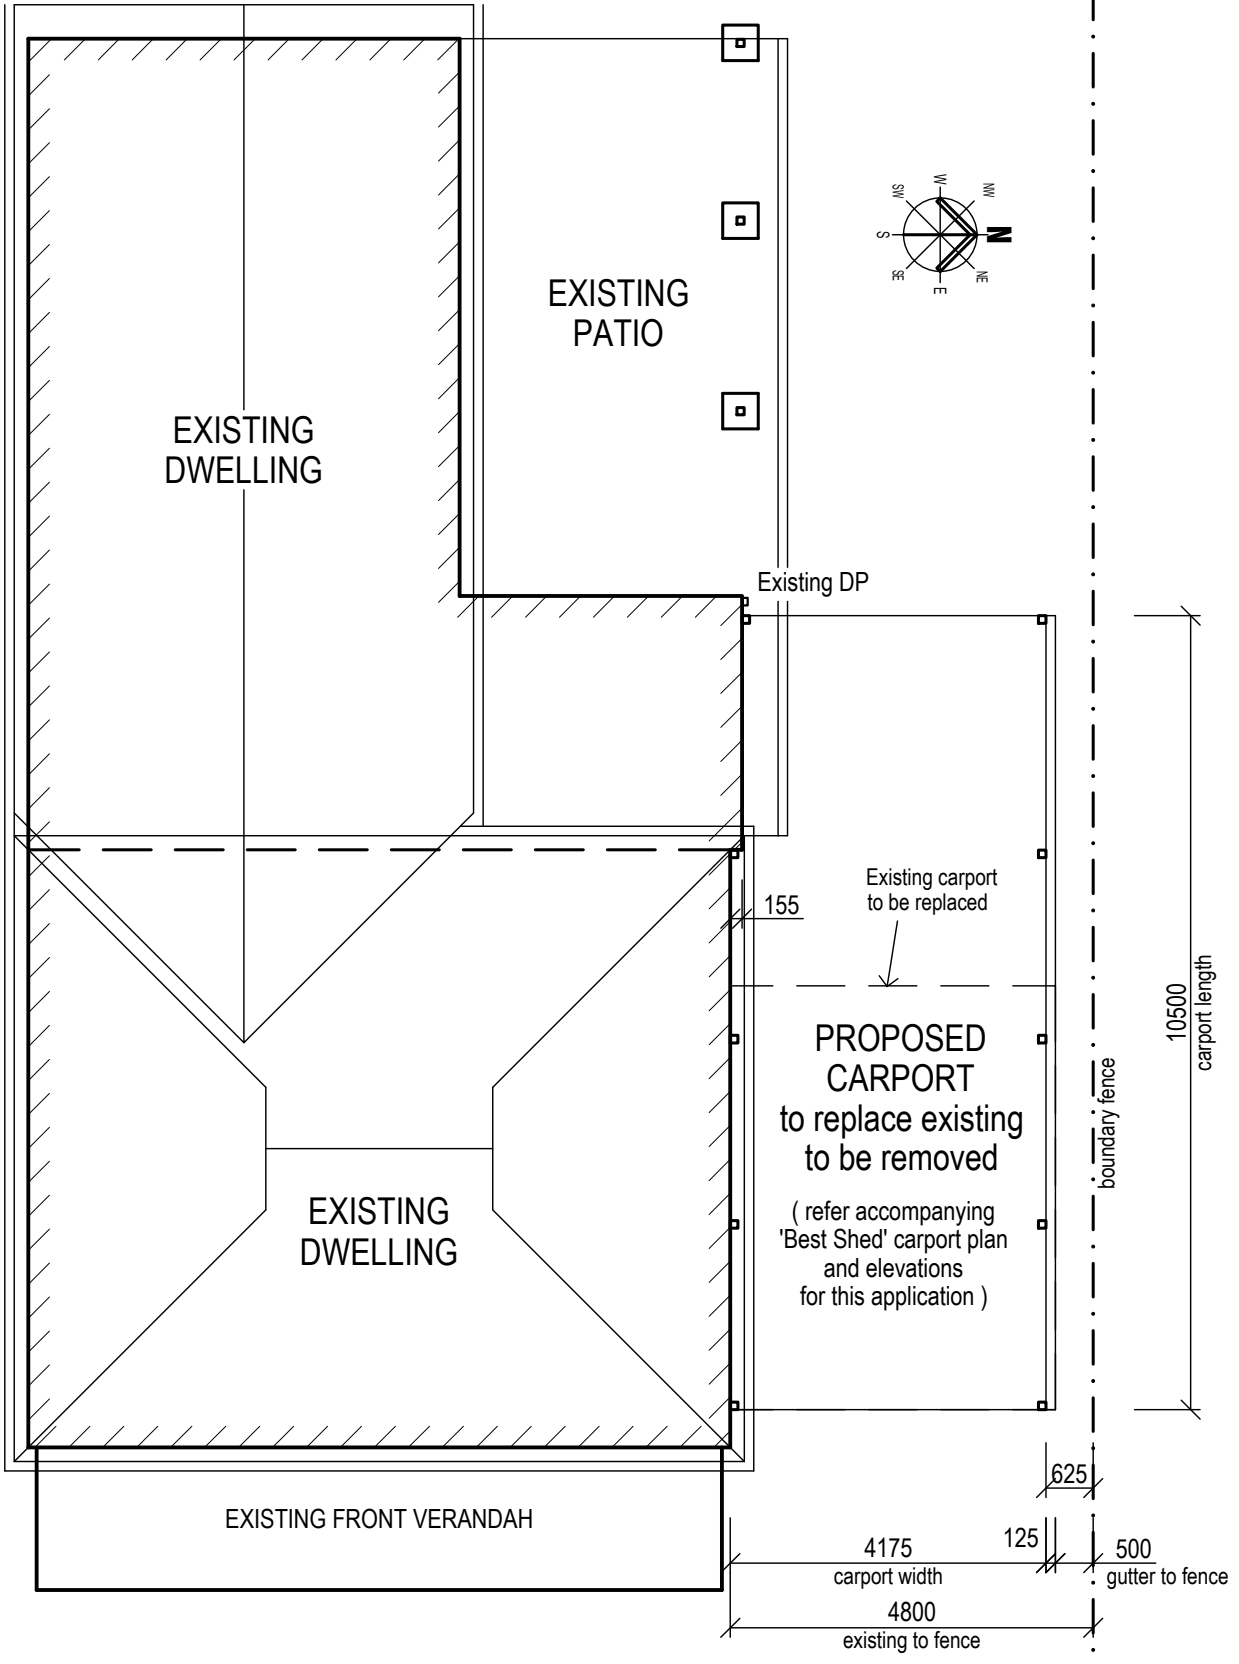 W
NW
SW
N
S
SE
NE
E
EXISTING
PATIO
EXISTING
DWELLING
Existing DP
Existing carport
to be replaced
155
10500
carport length
PROPOSED
CARPORT
to replace existing
to be removed
( refer accompanying
'Best Shed' carport plan
and elevations
for this application )
boundary fence
EXISTING
DWELLING
625
EXISTING FRONT VERANDAH
4175
carport width
125
500
gutter to fence
4800
existing to fence